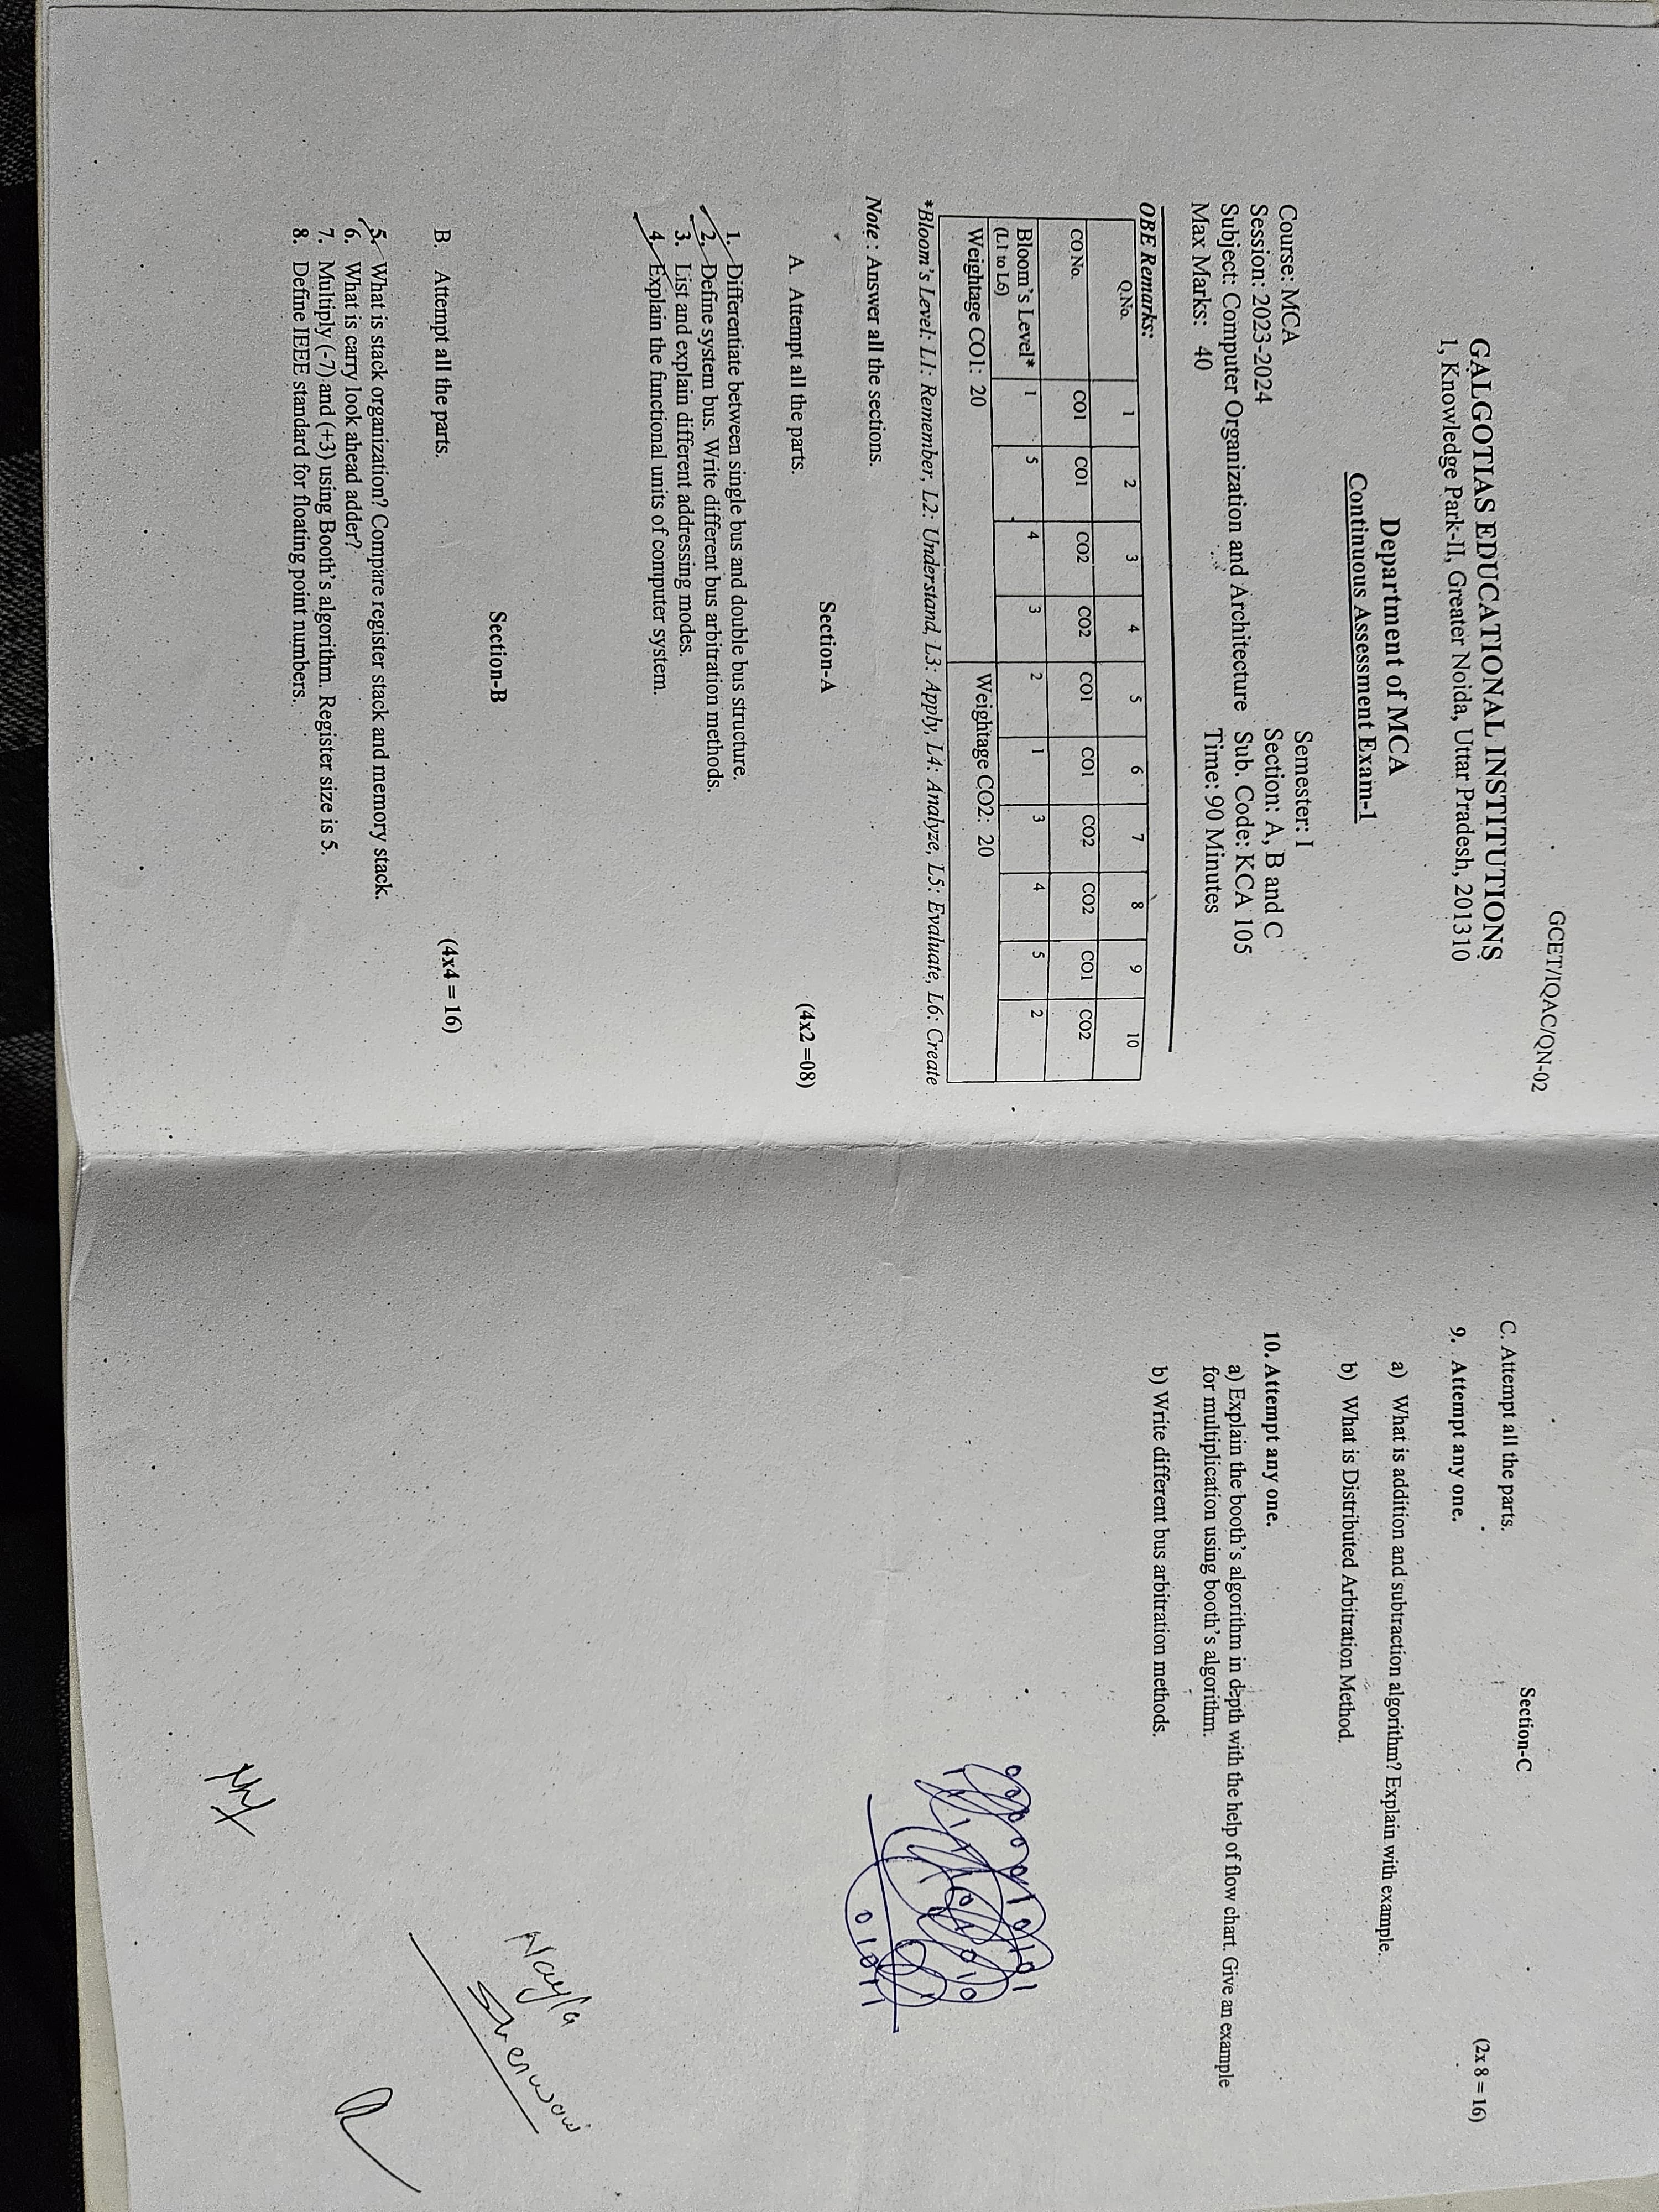 GCET/IQAC/QN-02
GALGOTIAS EDUCATIONAL INSTITUTIONS
1, Knowledge Park-II, Greater Noida, Uttar Pradesh, 201310
Department of MCA
Continuous Assessment Exam-1
Course: MCA Semester: I
Session: 2023-2024 Section: A, B and C
Subject: Computer Organization and Architecture Sub. Code: KCA 105
Max Marks: 40 Time: 90 Minutes
OBE Remarks:
Q.No. 1 2 3 4 5 6 7 8 9 10
CO No. CO1 CO1 CO2 CO2 CO1 CO1 CO2 CO2 CO1 CO2
Bloom's Level* 1 5 4 3 2 1 3 4 5 2
(L1 to L6)
Weightage CO1: 20 Weightage CO2: 20
*Bloom's Level: L1: Remember, L2: Understand, L3: Apply, L4: Analyze, L5: Evaluate, L6: Create
Note : Answer all the sections.
Section-A
A. Attempt all the parts. (4x2 =08)
1. Differentiate between single bus and double bus structure.
2. Define system bus. Write different bus arbitration methods.
3. List and explain different addressing modes.
4. Explain the functional units of computer system.
Section-B
B. Attempt all the parts. (4x4 = 16)
5. What is stack organization? Compare register stack and memory stack.
6. What is carry look ahead adder?
7. Multiply (-7) and (+3) using Booth's algorithm. Register size is 5.
8. Define IEEE standard for floating point numbers.
Section-C
C. Attempt all the parts. (2x 8 = 16)
9. Attempt any one.
a) What is addition and subtraction algorithm? Explain with example.
b) What is Distributed Arbitration Method.
10. Attempt any one.
a) Explain the booth's algorithm in depth with the help of flow chart. Give an example
for multiplication using booth's algorithm.
b) Write different bus arbitration methods.
01011